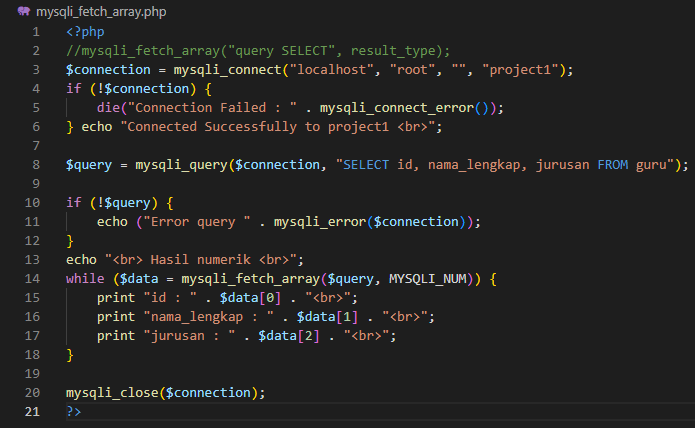 mysqli_fetch_array.php
1 <?php
2 //mysqli_fetch_array("query SELECT", result_type);
3 $connection = mysqli_connect("localhost", "root", "", "project1");
4 if (!$connection) {
5     die("Connection Failed : " . mysqli_connect_error());
6 } echo "Connected Successfully to project1 <br>";
7
8 $query = mysqli_query($connection, "SELECT id, nama_lengkap, jurusan FROM guru");
9
10 if (!$query) {
11     echo ("Error query " . mysqli_error($connection));
12 }
13 echo "<br> Hasil numerik <br>";
14 while ($data = mysqli_fetch_array($query, MYSQLI_NUM)) {
15     print "id : " . $data[0] . "<br>";
16     print "nama_lengkap : " . $data[1] . "<br>";
17     print "jurusan : " . $data[2] . "<br>";
18 }
19
20 mysqli_close($connection);
21 ?>